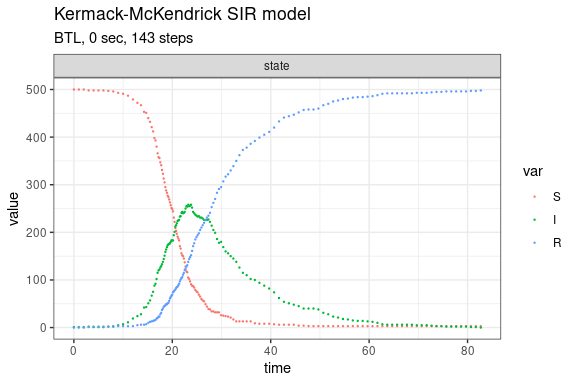 Kermack-McKendrick SIR model
BTL, 0 sec, 143 steps
state
500
400
300
200
100
0
value
0 20 40 60 80
time
var
S
I
R